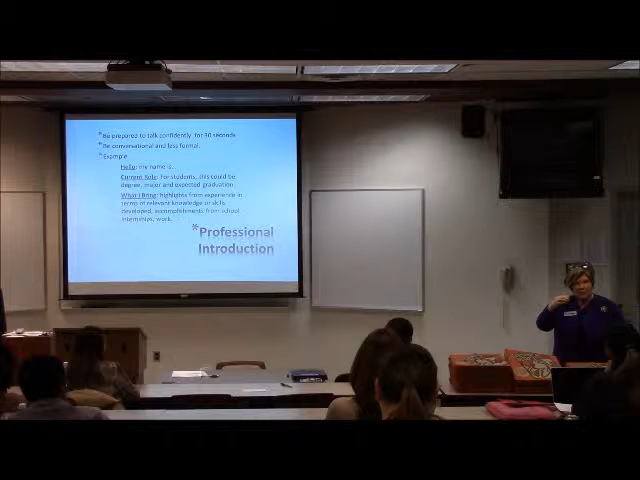 *Be prepared to talk confidently for 30 seconds
*Be conversational and less formal.
*Example
Hello: my name is...
Current Role: For students, this could be
degree, major and expected graduation.
What I Bring: highlights from experience in
terms of relevant knowledge or skills
developed, accomplishments from school
internships, work.
*Professional
Introduction